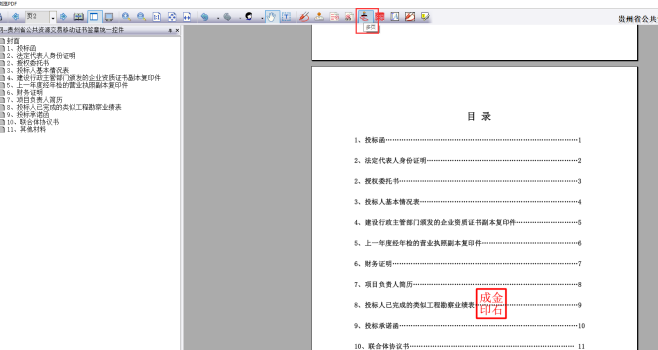 页2
贵州省公共
多页
-贵州省公共资源交易移动证书签章统一控件
封面
1、投标函
2、法定代表人身份证明
2、授权委托书
3、投标人基本情况表
4、建设行政主管部门颁发的企业资质证书副本复印件
5、上一年度经年检的营业执照副本复印件
6、财务证明
7、项目负责人简历
8、投标人已完成的类似工程勘察业绩表
9、投标承诺函
10、联合体协议书
11、其他材料
目 录
1、投标函……1
2、法定代表人身份证明……2
2、授权委托书……3
3、投标人基本情况表……4
4、建设行政主管部门颁发的企业资质证书副本复印件……5
5、上一年度经年检的营业执照副本复印件……6
6、财务证明……7
7、项目负责人简历……8
8、投标人已完成的类似工程勘察业绩表……9
成金
印石
9、投标承诺函……10
10、联合体协议书…… 11